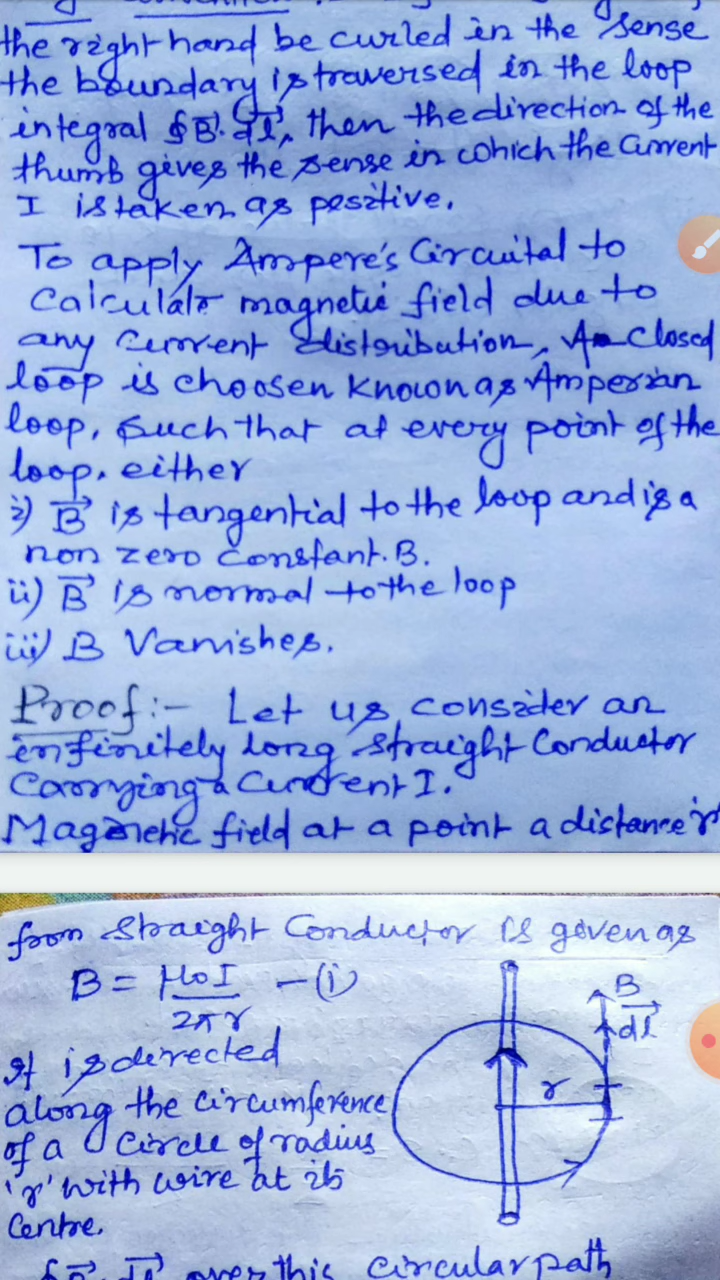 the right hand be curled in the sense
the boundary is traversed in the loop
integral ∮B⃗.dl⃗, then the direction of the
thumb gives the sense in which the current
I is taken as pesitive.
To apply Ampere's Circuital to
Calculate magnetic field due to
any current distribution, A closed
loop is choosen known as Amperian
loop, such that at every point of the
loop, either
i) B⃗ is tangential to the loop and is a
non zero constant. B.
ii) B⃗ is normal to the loop
iii) B Vanishes.
Proof:- Let us consider an
infinitely long straight Conductor
Carrying a Current I.
Magnetic field at a point a distance 'r'
from straight Conductor is given as
B = μ0I / 2πr - (i)
B
dl⃗
r
It is directed
along the circumference
of a circle of radius
'r' with wire at its
Centre.
over this circular path